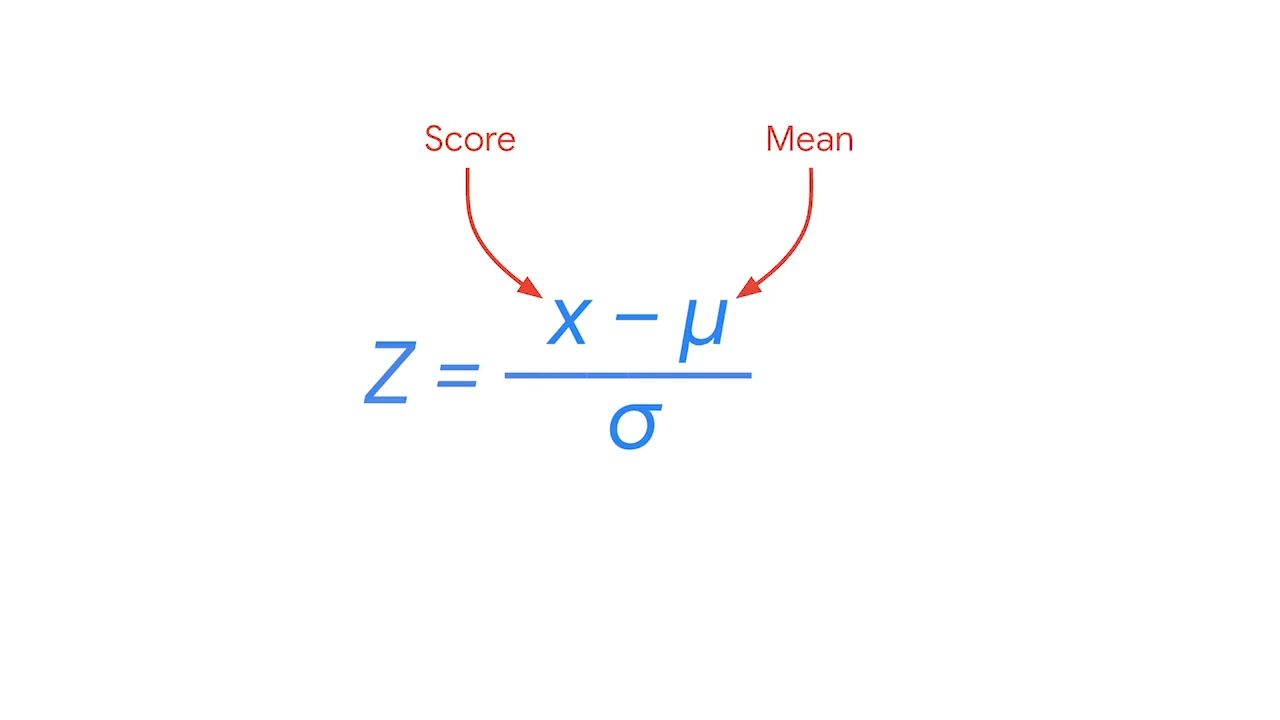 Score
Mean
Z = x − μ
σ